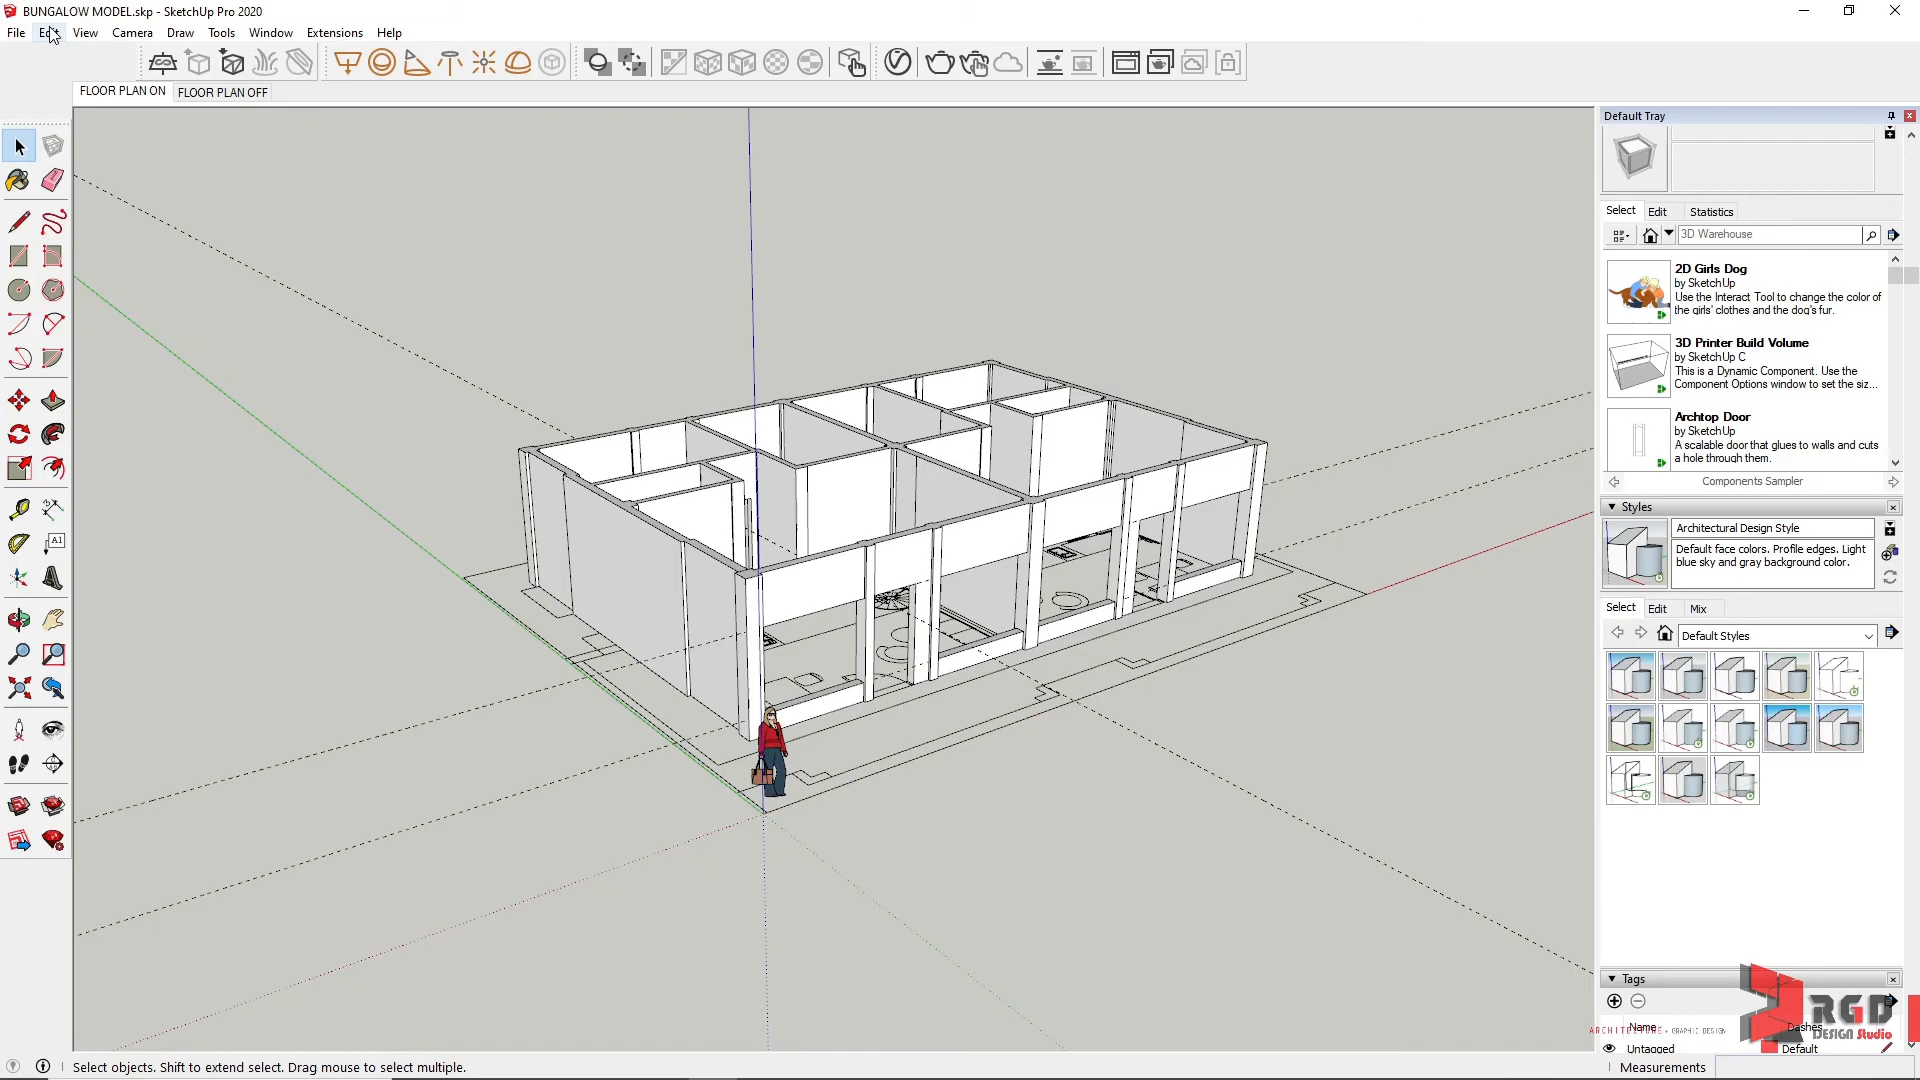 BUNGALOW MODEL.skp - SketchUp Pro 2020
File Edit View Camera Draw Tools Window Extensions Help
FLOOR PLAN ON FLOOR PLAN OFF
Default Tray
Select Edit Statistics
3D Warehouse
2D Girls Dog
by SketchUp
Use the Interact Tool to change the color of
the girls' clothes and the dog's fur.
3D Printer Build Volume
by SketchUp C
This is a Dynamic Component. Use the
Component Options window to set the siz...
Archtop Door
by SketchUp
A scalable door that glues to walls and cuts
a hole through them.
Components Sampler
Styles
Architectural Design Style
Default face colors. Profile edges. Light
blue sky and gray background color.
Select Edit Mix
Default Styles
Tags
Name Dashes
Untagged Default
A1
RGD
DESIGN Studio
ARCHITECTURE + GRAPHIC DESIGN
Select objects. Shift to extend select. Drag mouse to select multiple.
Measurements